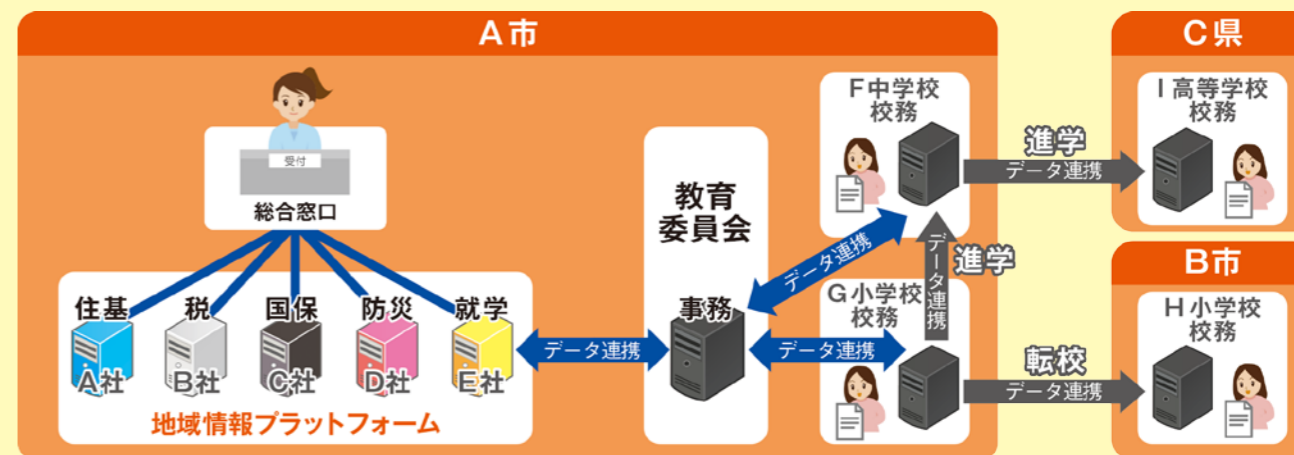 A市
受付
総合窓口
住基
税
国保
防災
就学
A社
B社
C社
D社
E社
地域情報プラットフォーム
データ連携
教育
委員会
事務
データ連携
データ連携
F中学校
校務
進学
データ連携
G小学校
校務
進学
データ連携
転校
データ連携
C県
I高等学校
校務
B市
H小学校
校務